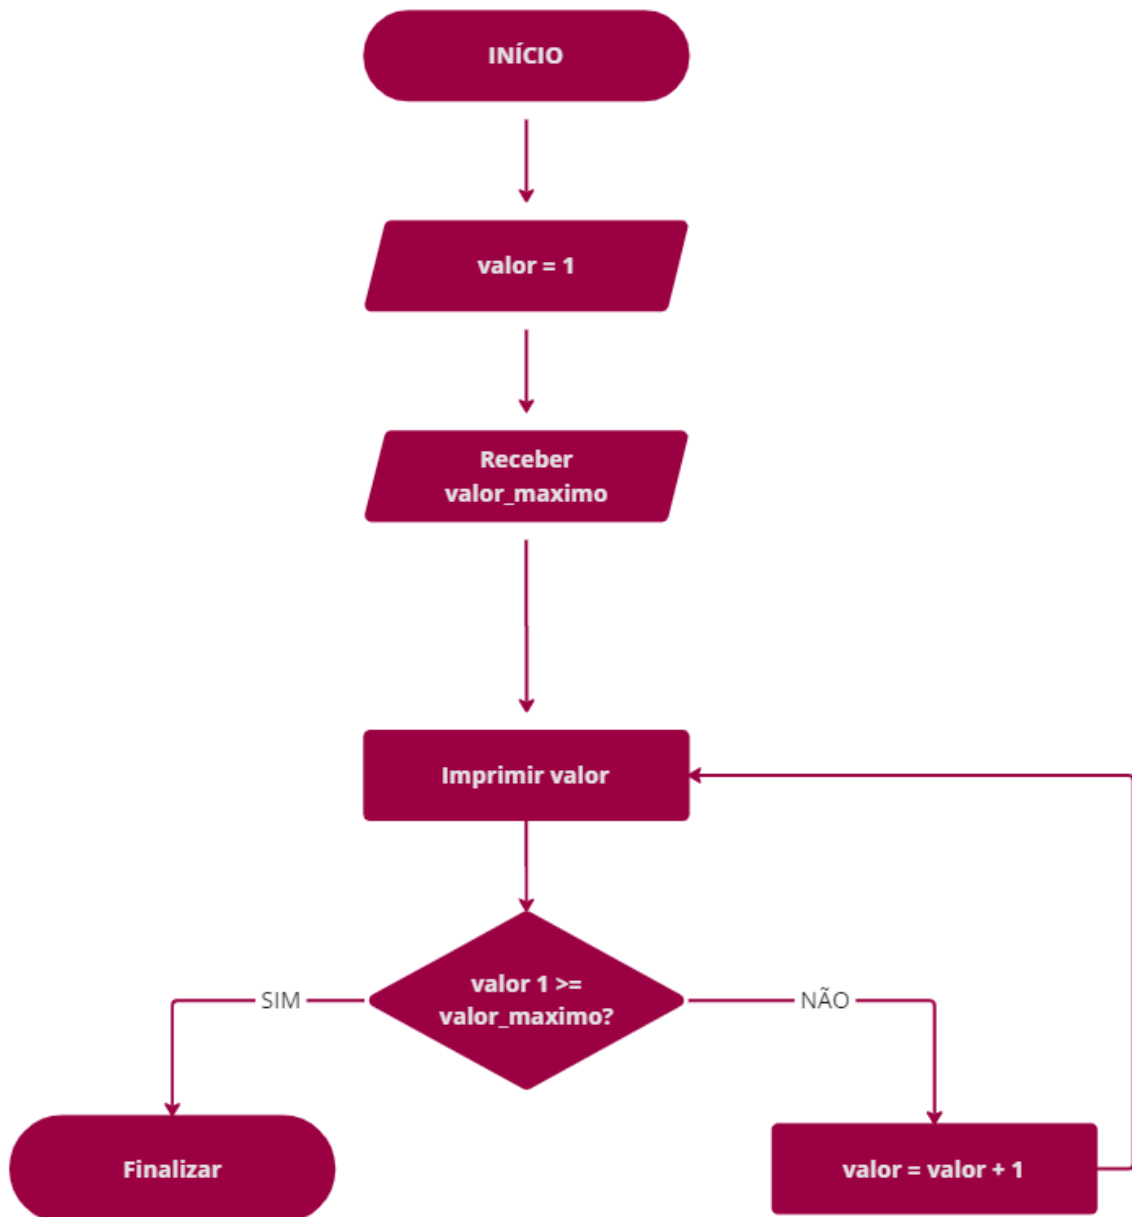 INÍCIO
valor = 1
Receber
valor_maximo
Imprimir valor
valor 1 >=
valor_maximo?
SIM
NÃO
Finalizar
valor = valor + 1